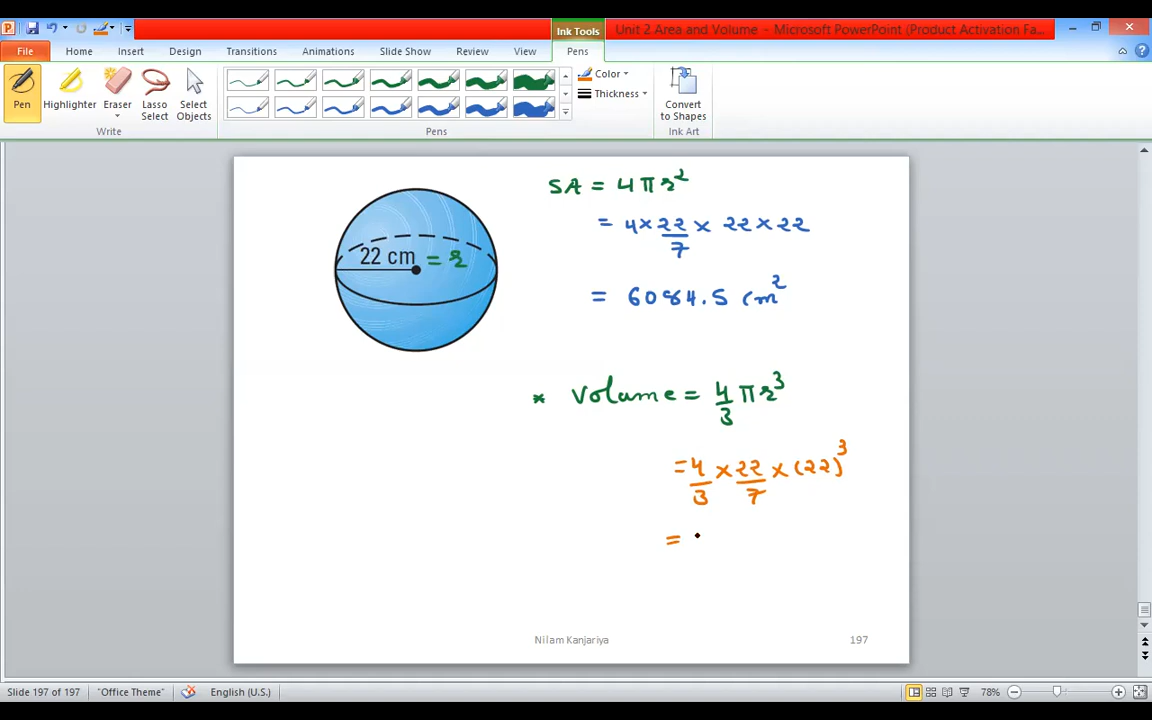 Ink Tools
Unit 2 Area and Volume - Microsoft PowerPoint (Product Activation Fa...
File Home Insert Design Transitions Animations Slide Show Review View Pens
Pen Highlighter Eraser Lasso Select Select Objects
Color
Thickness
Convert to Shapes
Write Pens Ink Art
SA = 4πr²
= 4 × 22/7 × 22 × 22
22 cm = r
= 6084.5 cm²
* Volume = 4/3 πr³
= 4/3 × 22/7 × (22)³
=
Nilam Kanjariya 197
Slide 197 of 197 "Office Theme" English (U.S.) 78%